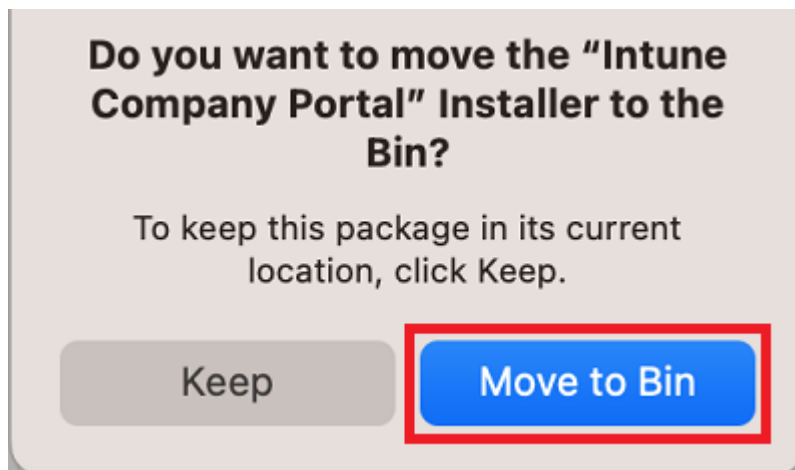 Do you want to move the “Intune
Company Portal” Installer to the
Bin?
To keep this package in its current
location, click Keep.
Keep
Move to Bin